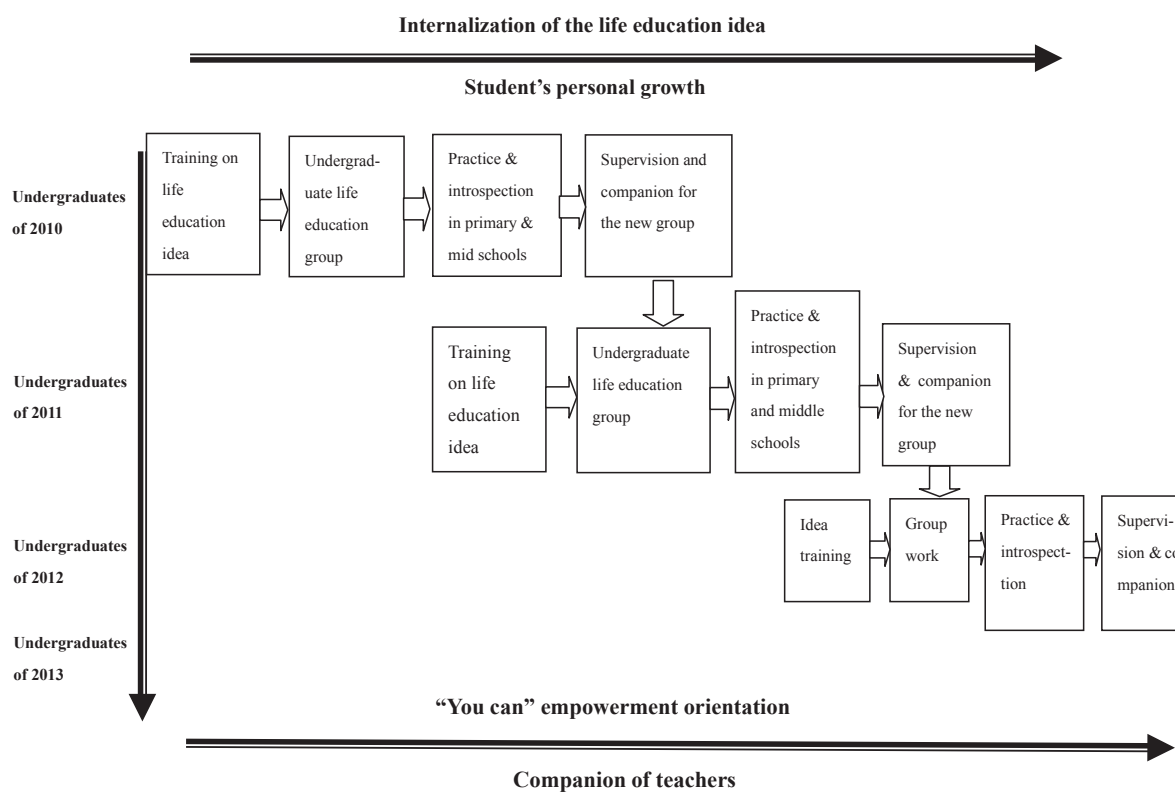 Internalization of the life education idea
Student’s personal growth
Undergraduates
of 2010
Training on
life
education
idea
Undergrad-
uate life
education
group
Practice &
introspection
in primary &
mid schools
Supervision and
companion for
the new group
Undergraduates
of 2011
Training
on life
education
idea
Undergraduate
life education
group
Practice &
introspection
in primary
and middle
schools
Supervision
& companion
for the new
group
Undergraduates
of 2012
Idea
training
Group
work
Practice &
introspect-
tion
Supervi-
sion & co
mpanion
Undergraduates
of 2013
“You can” empowerment orientation
Companion of teachers